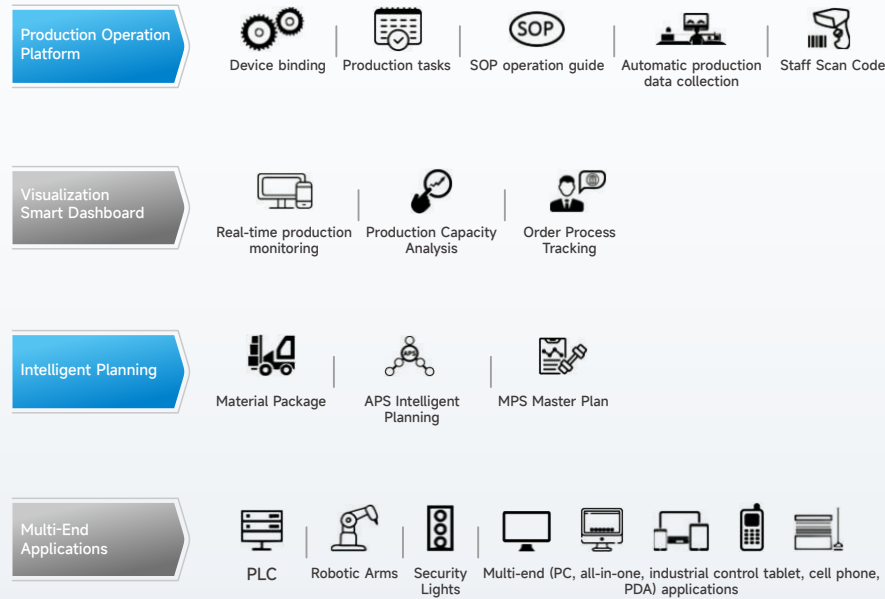 Production Operation
Platform
SOP
Device binding
Production tasks
SOP operation guide
Automatic production
data collection
Staff Scan Code
Visualization
Smart Dashboard
Real-time production
monitoring
Production Capacity
Analysis
Order Process
Tracking
Intelligent Planning
APS
Material Package
APS Intelligent
Planning
MPS Master Plan
Multi-End
Applications
PLC
Robotic Arms
Security
Lights
Multi-end (PC, all-in-one, industrial control tablet, cell phone,
PDA) applications